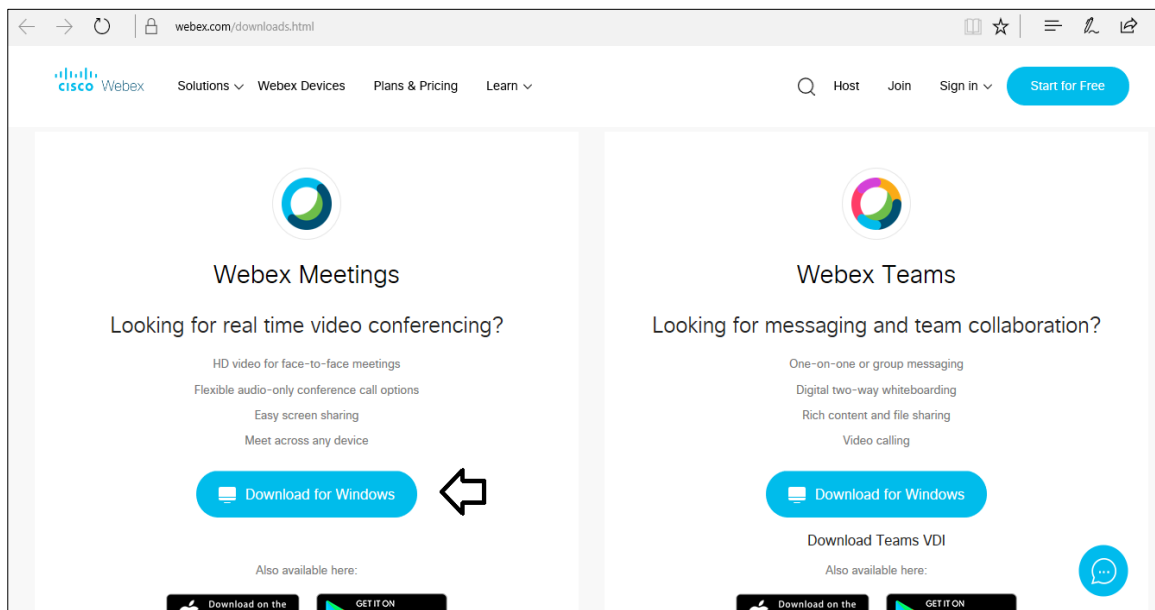 webex.com/downloads.html
cisco Webex Solutions Webex Devices Plans & Pricing Learn Host Join Sign in Start for Free
Webex Meetings
Looking for real time video conferencing?
HD video for face-to-face meetings
Flexible audio-only conference call options
Easy screen sharing
Meet across any device
Download for Windows
Also available here:
Download on the
GET IT ON
Webex Teams
Looking for messaging and team collaboration?
One-on-one or group messaging
Digital two-way whiteboarding
Rich content and file sharing
Video calling
Download for Windows
Download Teams VDI
Also available here:
Download on the
GET IT ON